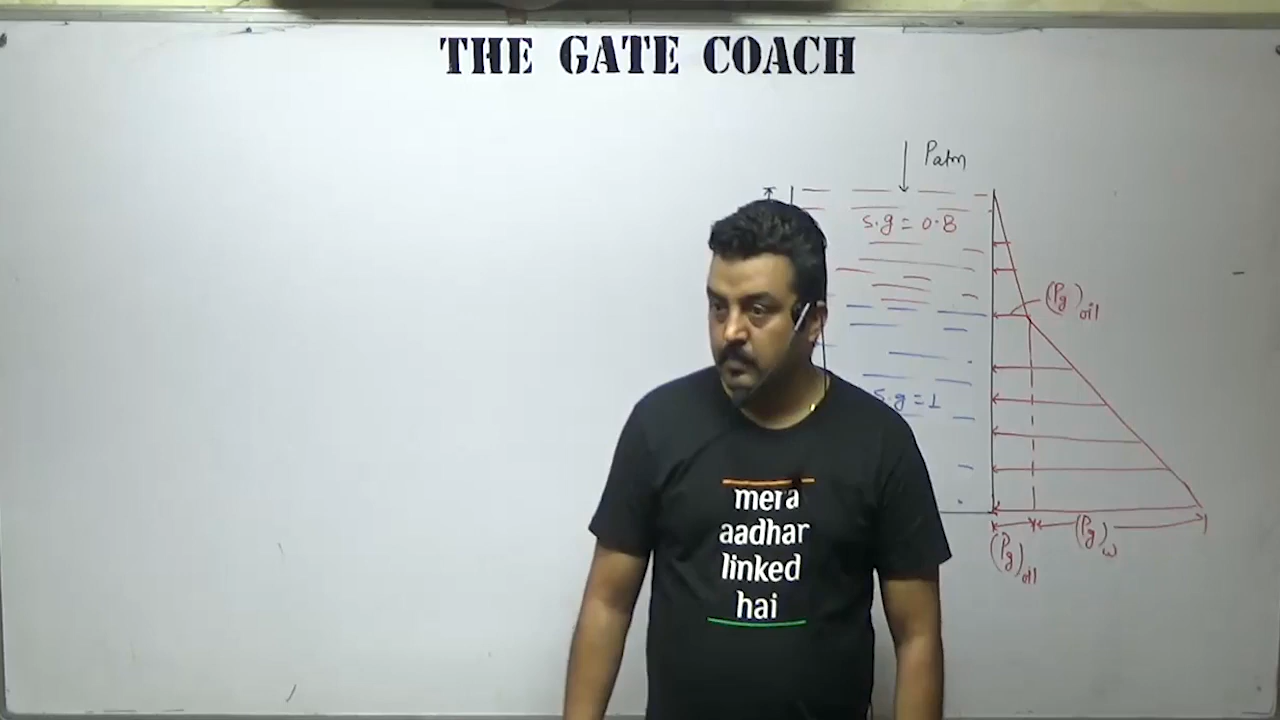 THE GATE COACH
Patm
s.g = 0.8
(Pg)oil
s.g = 1
(Pg)oil
(Pg)w
mera
aadhar
linked
hai